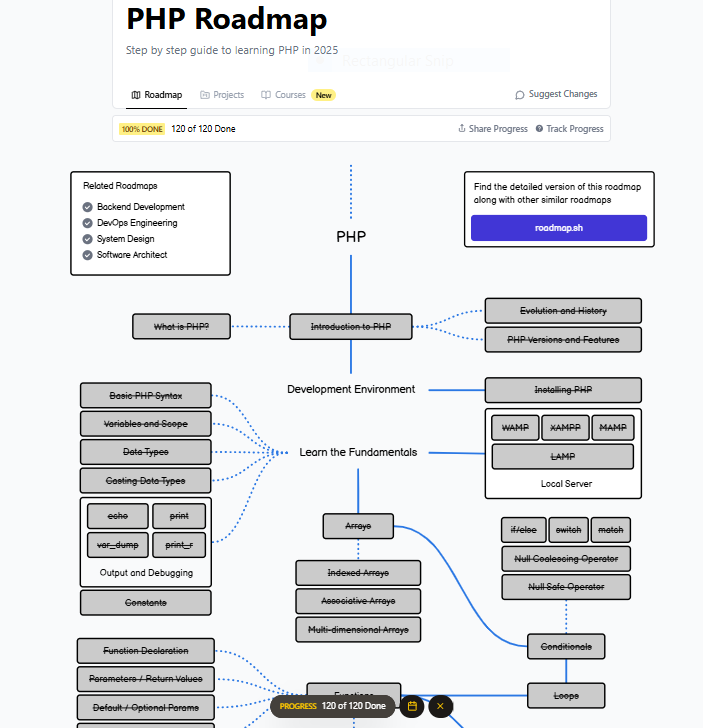 PHP Roadmap
Step by step guide to learning PHP in 2025
Rectangular Snip
Roadmap
Projects
Courses
New
Suggest Changes
100% DONE
120 of 120 Done
Share Progress
Track Progress
Related Roadmaps
Backend Development
DevOps Engineering
System Design
Software Architect
PHP
Find the detailed version of this roadmap
along with other similar roadmaps
roadmap.sh
What is PHP?
Introduction to PHP
Evolution and History
PHP Versions and Features
Development Environment
Installing PHP
WAMP
XAMPP
MAMP
LAMP
Local Server
Basic PHP Syntax
Variables and Scope
Data Types
Casting Data Types
Learn the Fundamentals
echo
print
var_dump
print_r
Output and Debugging
Constants
Arrays
Indexed Arrays
Associative Arrays
Multi-dimensional Arrays
if/else
switch
match
Null Coalescing Operator
Null Safe Operator
Conditionals
Loops
Function Declaration
Parameters / Return Values
Default / Optional Params
Functions
PROGRESS
120 of 120 Done